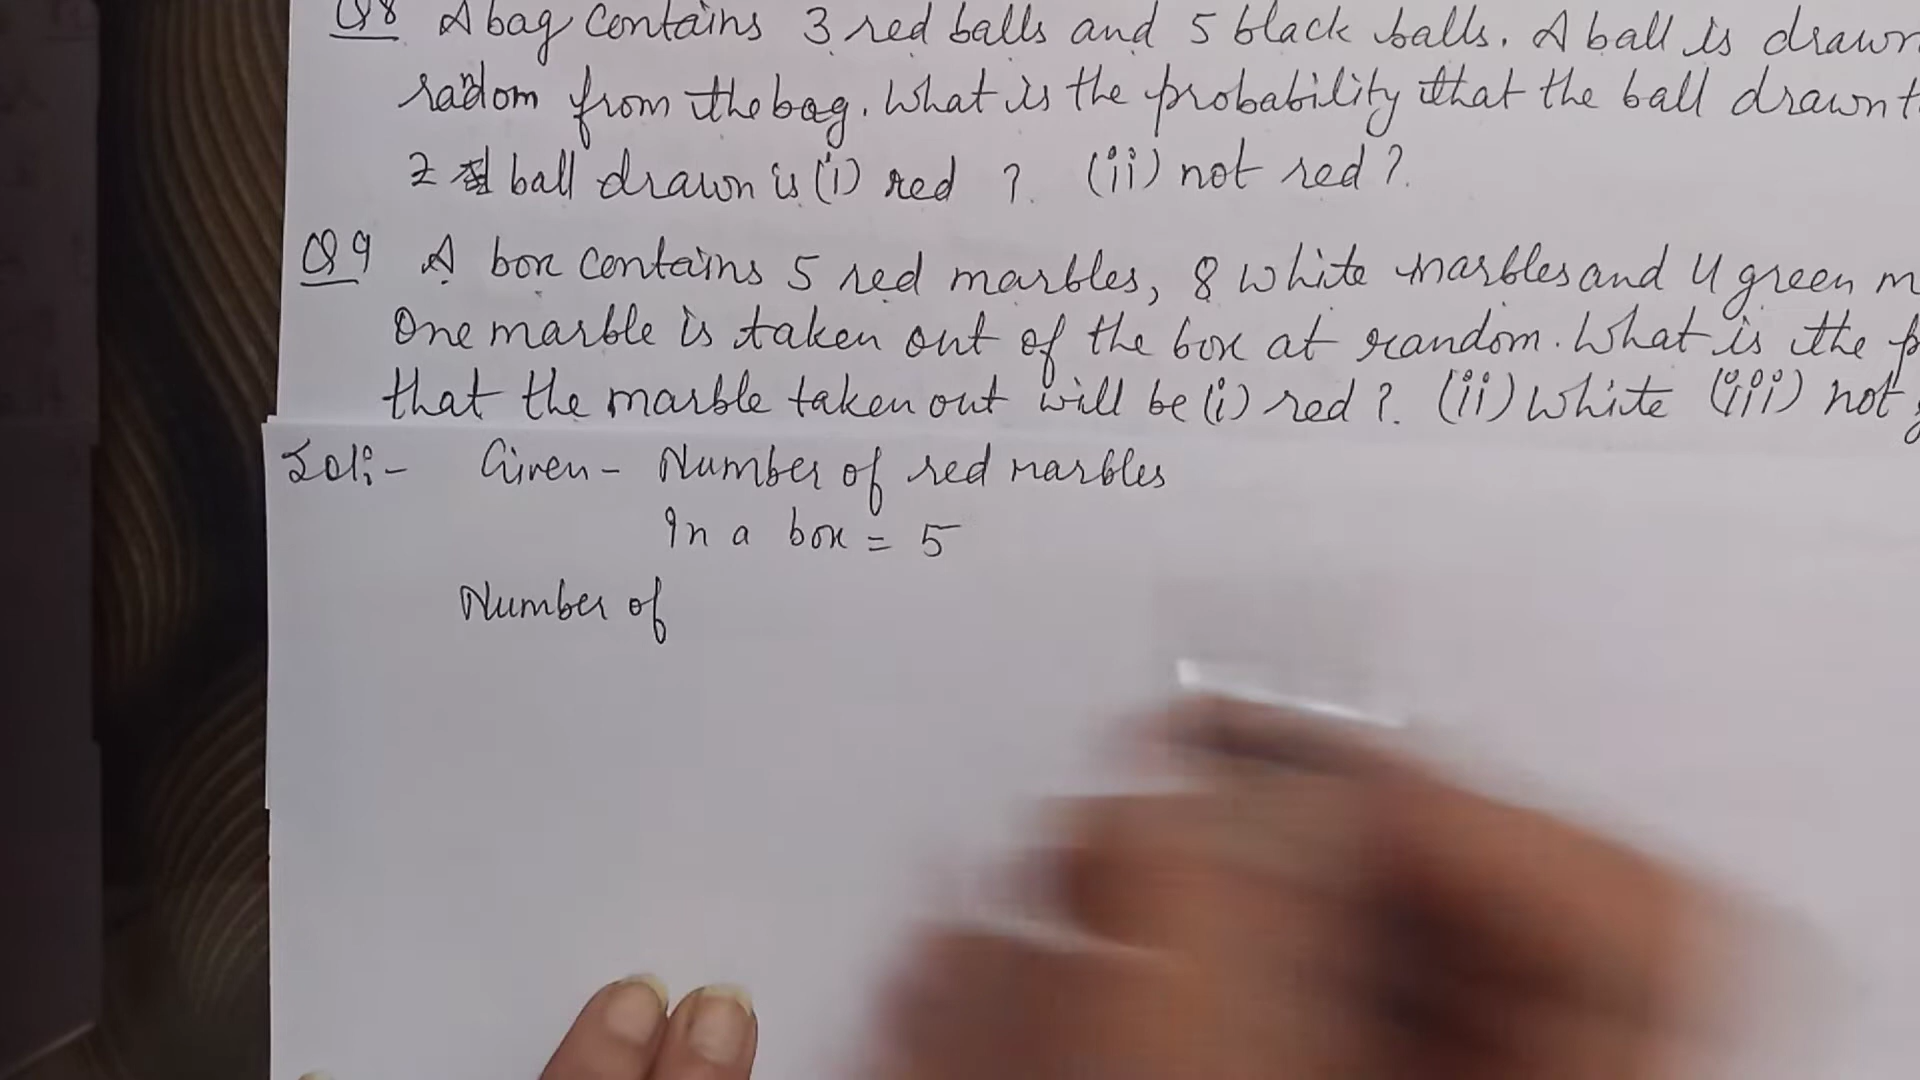 Q8 A bag contains 3 red balls and 5 black balls. A ball is drawn
radom from the bag. What is the probability that the ball drawn
ball drawn is (i) red ? (ii) not red ?.
Q9 A box contains 5 red marbles, 8 white marbles and 4 green m
One marble is taken out of the box at random. What is the p
that the marble taken out will be (i) red ?. (ii) white (iii) not g
Sol:- Given - Number of red marbles
In a box = 5
Number of